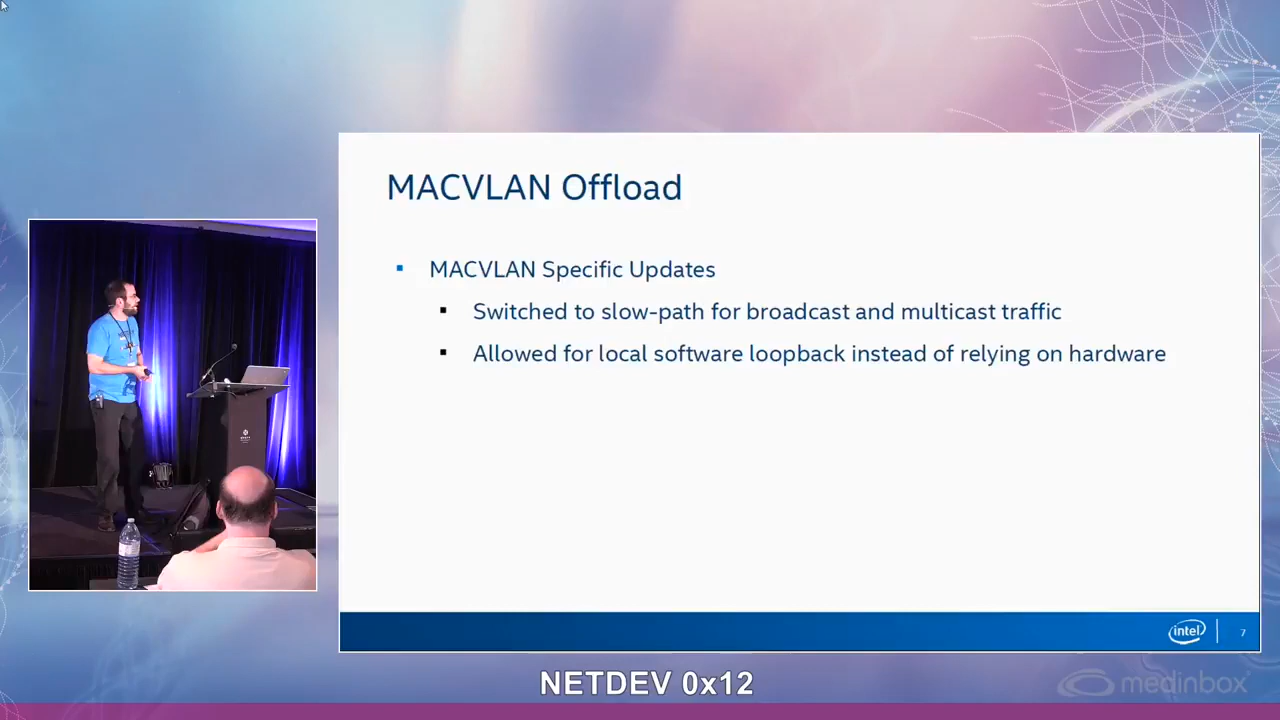 MACVLAN Offload
▪ MACVLAN Specific Updates
▪ Switched to slow-path for broadcast and multicast traffic
▪ Allowed for local software loopback instead of relying on hardware
intel
7
NETDEV 0x12
medinbox